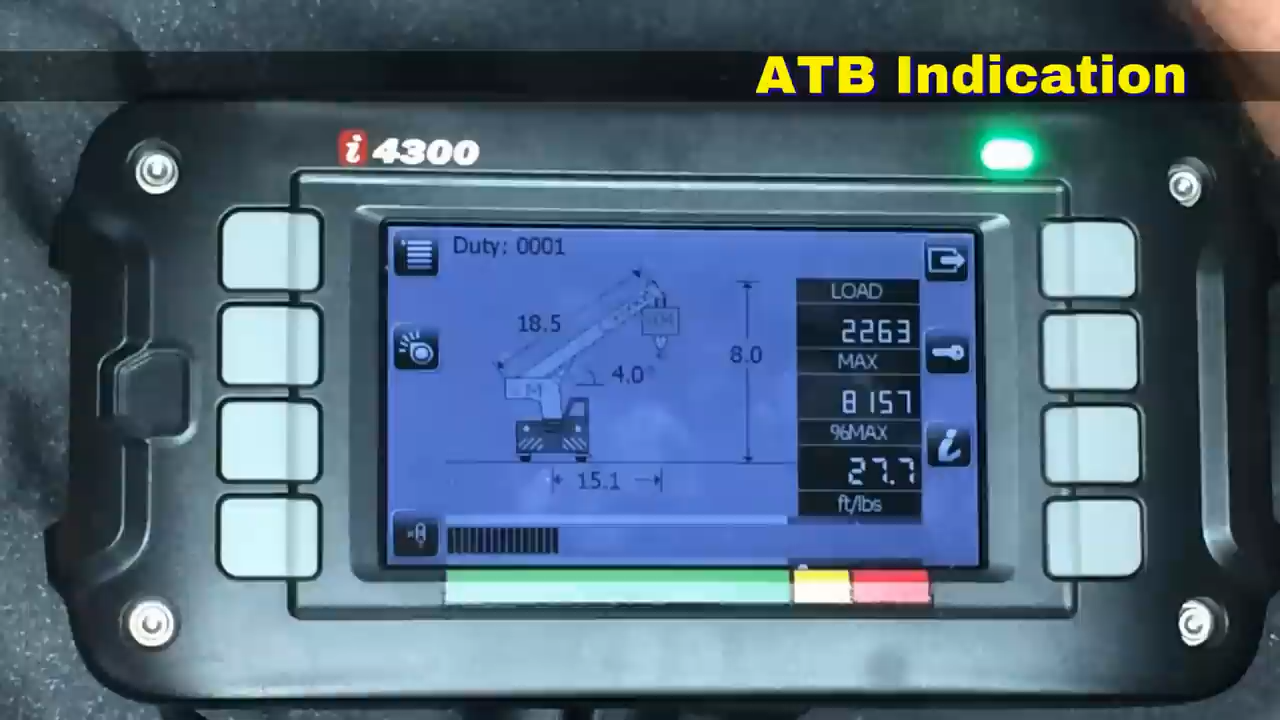 ATB Indication
i4300
Duty: 0001
18.5
4.0°
8.0
15.1
LOAD
2263
MAX
8157
%MAX
27.7
ft/lbs